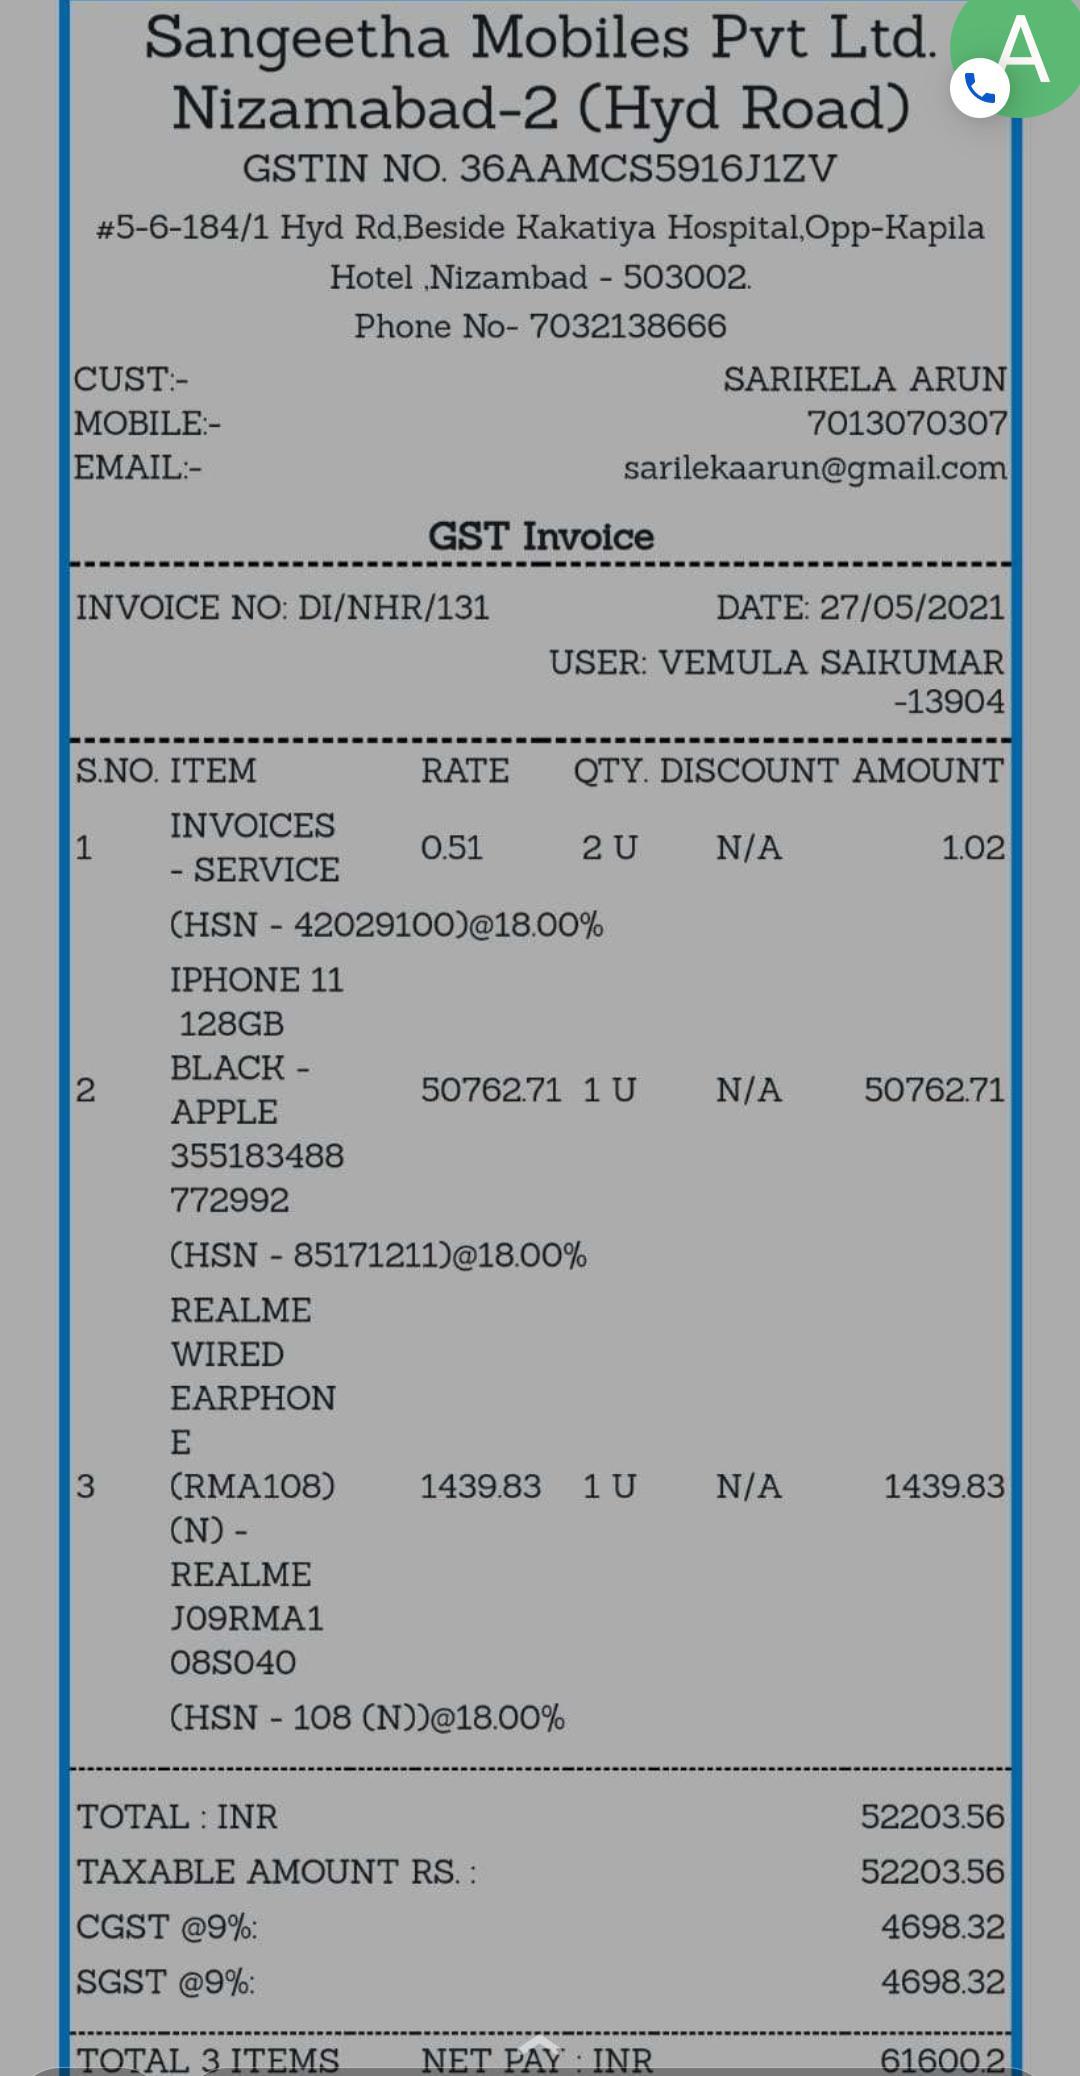 Sangeetha Mobiles Pvt Ltd.
A
Nizamabad-2 (Hyd Road)
GSTIN NO. 36AAMCS5916J1ZV
#5-6-184/1 Hyd Rd,Beside Kakatiya Hospital,Opp-Kapila
Hotel ,Nizambad - 503002.
Phone No- 7032138666
CUST:- SARIKELA ARUN
MOBILE:- 7013070307
EMAIL:- sarilekaarun@gmail.com
GST Invoice
INVOICE NO: DI/NHR/131 DATE: 27/05/2021
USER: VEMULA SAIKUMAR
-13904
S.NO. ITEM RATE QTY. DISCOUNT AMOUNT
INVOICES
1 0.51 2 U N/A 1.02
- SERVICE
(HSN - 42029100)@18.00%
IPHONE 11
128GB
BLACK -
2 50762.71 1 U N/A 50762.71
APPLE
355183488
772992
(HSN - 85171211)@18.00%
REALME
WIRED
EARPHON
E
3 (RMA108) 1439.83 1 U N/A 1439.83
(N) -
REALME
J09RMA1
08S040
(HSN - 108 (N))@18.00%
TOTAL : INR 52203.56
TAXABLE AMOUNT RS. : 52203.56
CGST @9%: 4698.32
SGST @9%: 4698.32
TOTAL 3 ITEMS NET PAY : INR 61600.2